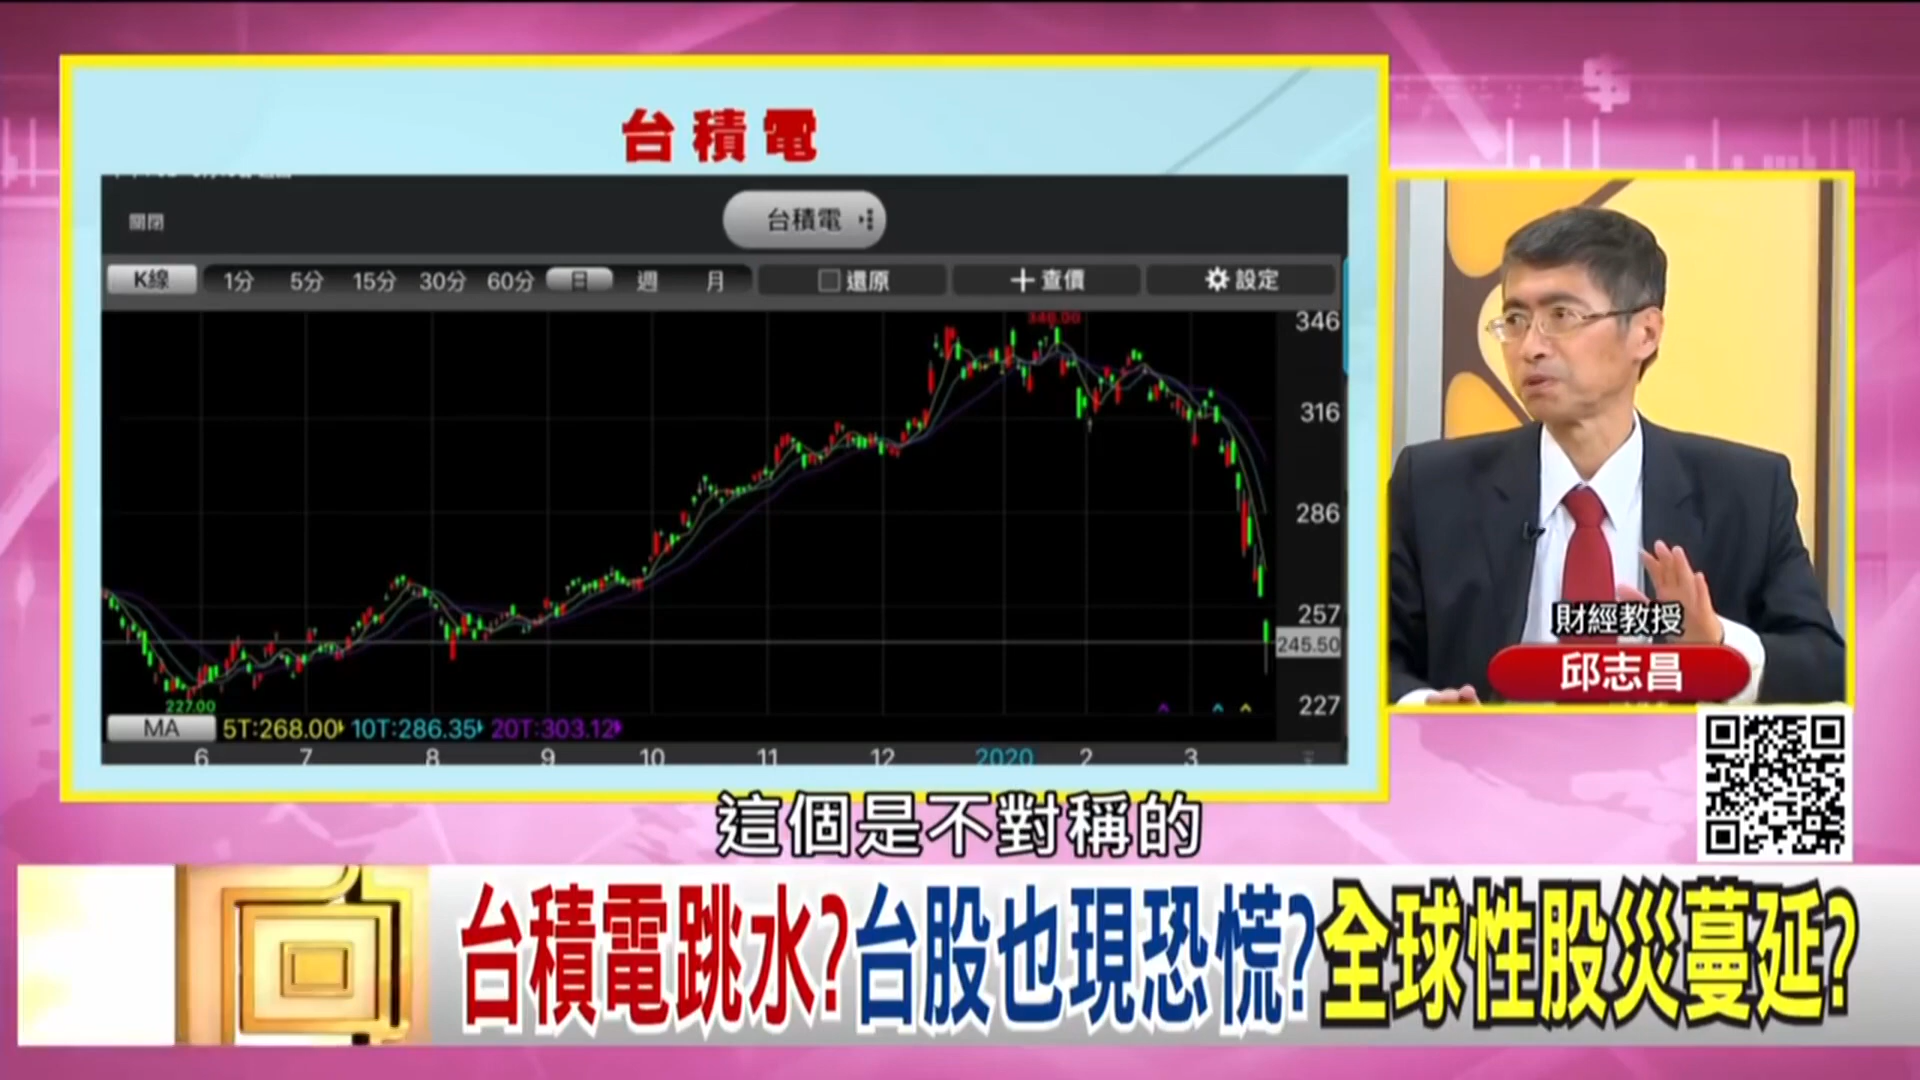 台積電
關閉
台積電
K線 1分 5分 15分 30分 60分 日 週 月 還原 查價 設定
346.00
346
316
286
257
245.50
227
227.00
MA 5T:268.00 10T:286.35 20T:303.12
6 7 8 9 10 11 12 2020 2 3
財經教授
邱志昌
這個是不對稱的
台積電跳水?台股也現恐慌?全球性股災蔓延?